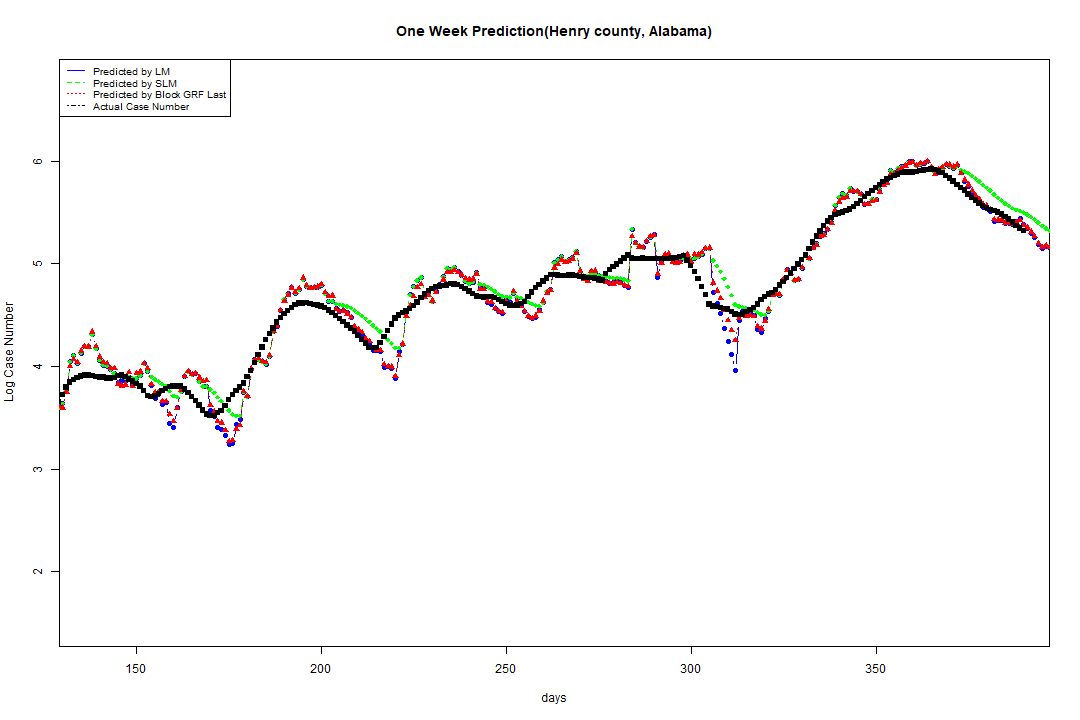 One Week Prediction(Henry county, Alabama)
Predicted by LM
Predicted by SLM
Predicted by Block GRF Last
Actual Case Number
6
5
4
3
2
Log Case Number
150 200 250 300 350
days